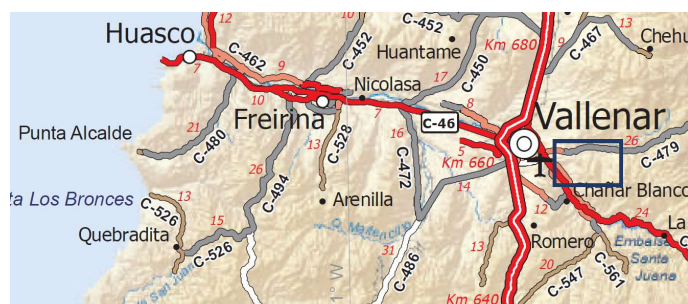 12
10
9
Huasco
C-462
9
C-452
C-452
Huantame
Km 680
C-467
13
Chehu
7
10
Nicolasa
17
C-450
8
Vallenar
Freirina
7
C-46
26
Punta Alcalde
21
C-480
13
C-528
16
5
Km 660
C-479
ta Los Bronces
13
26
C-494
Arenilla
C-472
14
Chañar Blanco
C-526
15
12
24
La
Quebradita
C-526
31
C-486
13
Romero
Embalse
Santa
Juana
20
C-547
C-561
1° W
Km 640